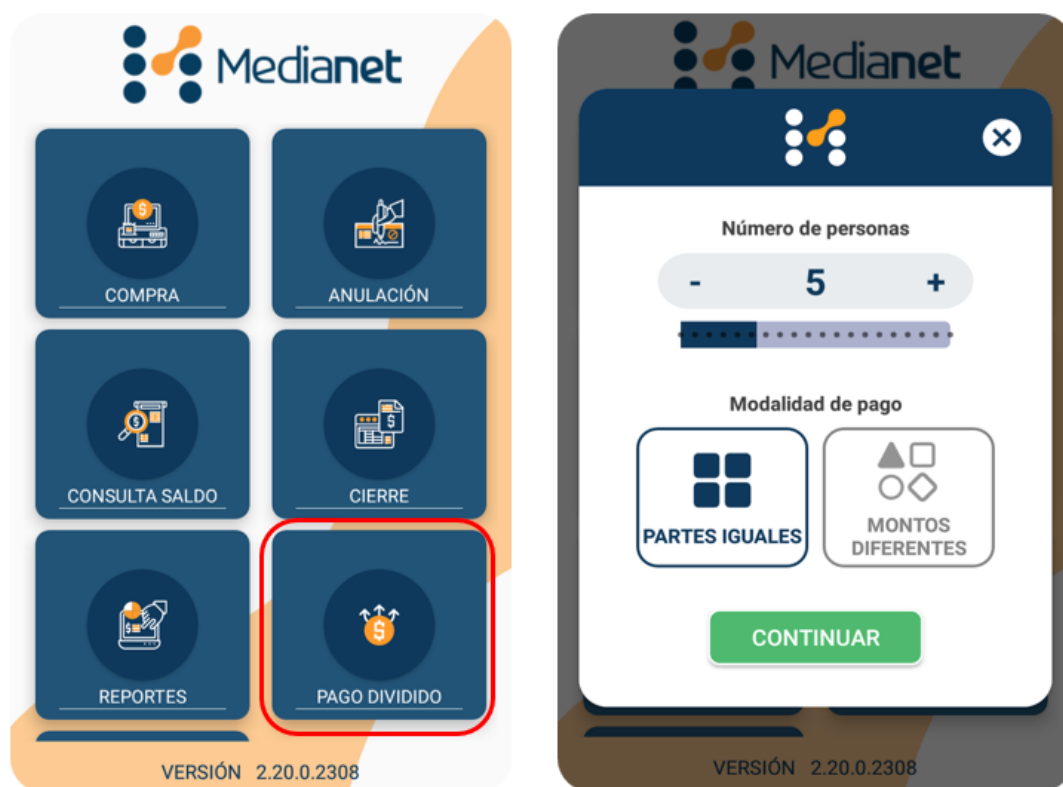 Medianet
COMPRA
ANULACIÓN
CONSULTA SALDO
CIERRE
REPORTES
PAGO DIVIDIDO
VERSIÓN 2.20.0.2308
Medianet
Número de personas
- 5 +
Modalidad de pago
PARTES IGUALES
MONTOS
DIFERENTES
CONTINUAR
VERSIÓN 2.20.0.2308